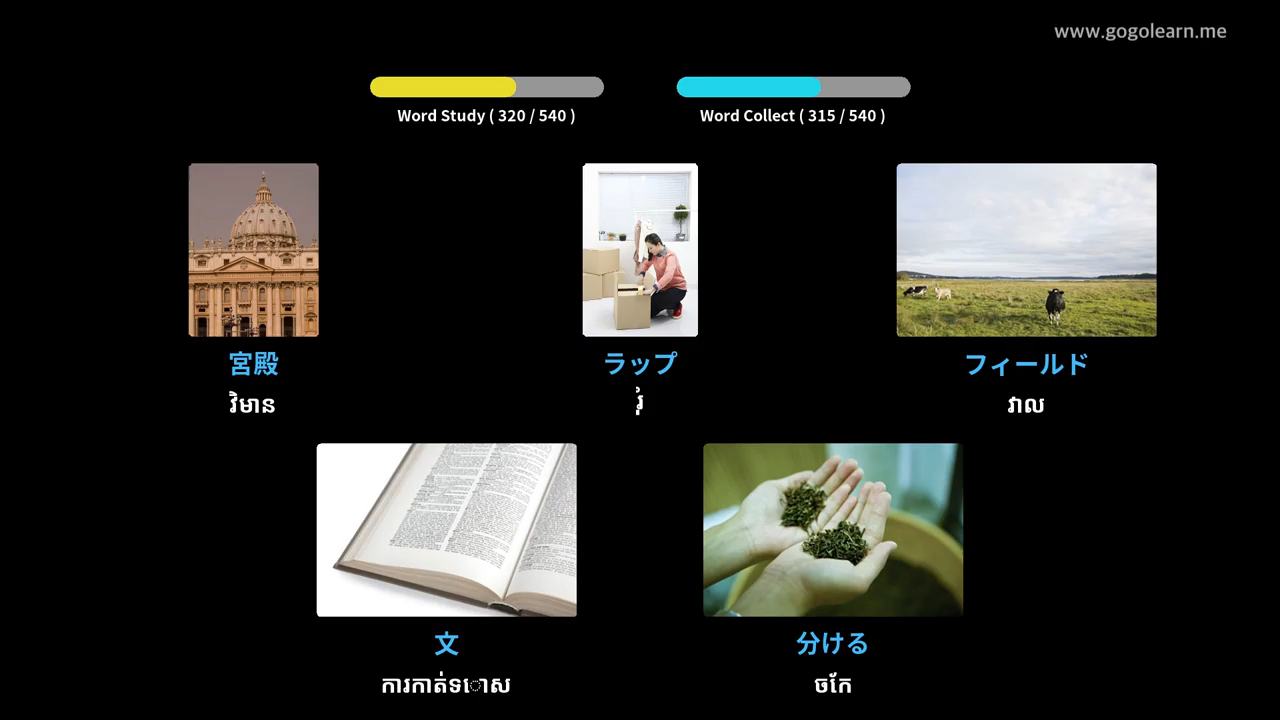 www.gogolearn.me
Word Study ( 320 / 540 )
Word Collect ( 315 / 540 )
宮殿
ラップ
フィールド
វិមាន
រុំ
វាល
文
分ける
ការកាត់ទោស
ចែក